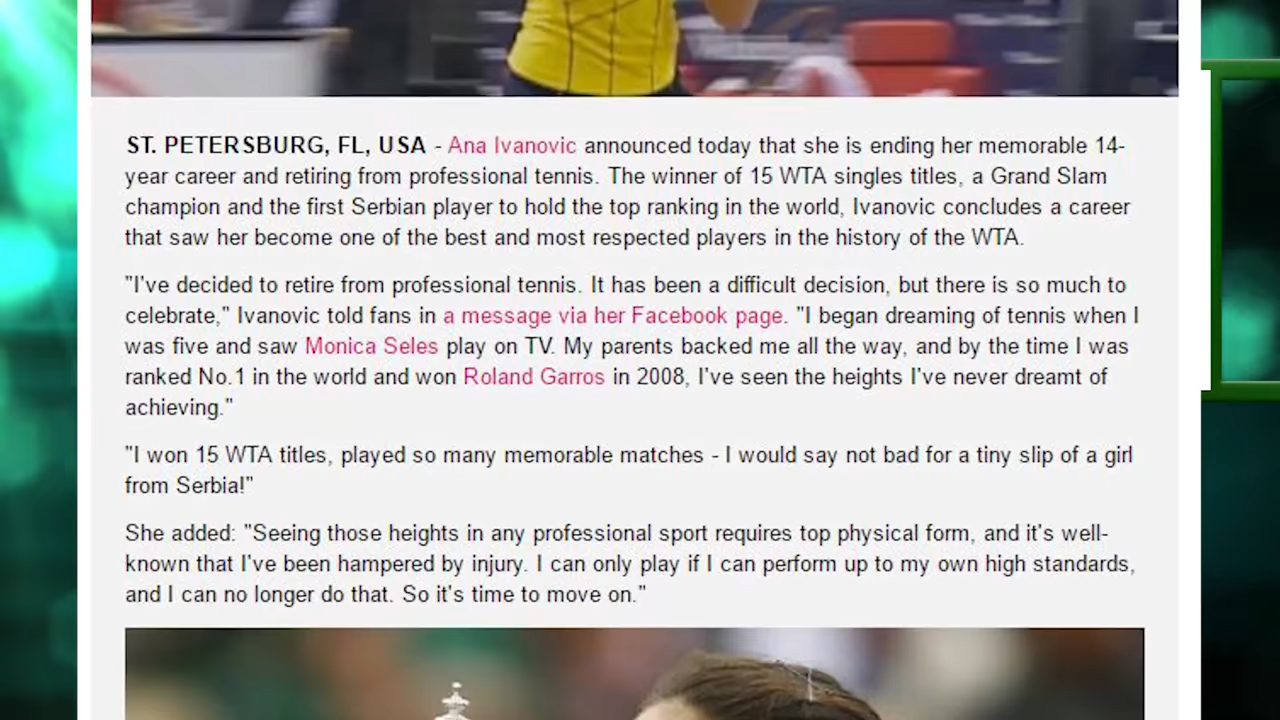 ST. PETERSBURG, FL, USA - Ana Ivanovic announced today that she is ending her memorable 14-
year career and retiring from professional tennis. The winner of 15 WTA singles titles, a Grand Slam
champion and the first Serbian player to hold the top ranking in the world, Ivanovic concludes a career
that saw her become one of the best and most respected players in the history of the WTA.
"I've decided to retire from professional tennis. It has been a difficult decision, but there is so much to
celebrate," Ivanovic told fans in a message via her Facebook page. "I began dreaming of tennis when I
was five and saw Monica Seles play on TV. My parents backed me all the way, and by the time I was
ranked No.1 in the world and won Roland Garros in 2008, I've seen the heights I've never dreamt of
achieving."
"I won 15 WTA titles, played so many memorable matches - I would say not bad for a tiny slip of a girl
from Serbia!"
She added: "Seeing those heights in any professional sport requires top physical form, and it's well-
known that I've been hampered by injury. I can only play if I can perform up to my own high standards,
and I can no longer do that. So it's time to move on."